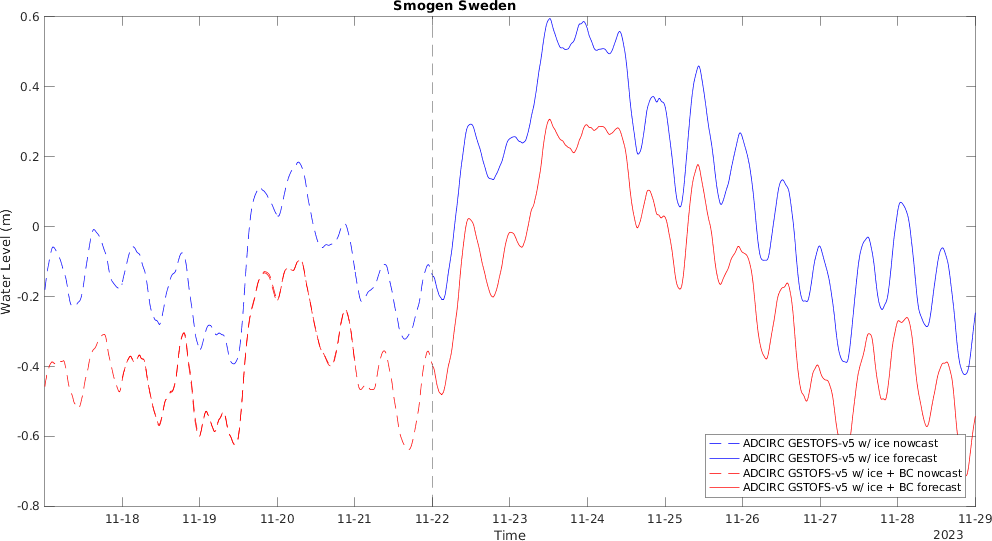 Smogen Sweden
0.6
0.4
0.2
0
-0.2
-0.4
-0.6
-0.8
Water Level (m)
ADCIRC GESTOFS-v5 w/ ice nowcast
ADCIRC GESTOFS-v5 w/ ice forecast
ADCIRC GSTOFS-v5 w/ ice + BC nowcast
ADCIRC GSTOFS-v5 w/ ice + BC forecast
11-18 11-19 11-20 11-21 11-22 11-23 11-24 11-25 11-26 11-27 11-28 11-29
Time
2023